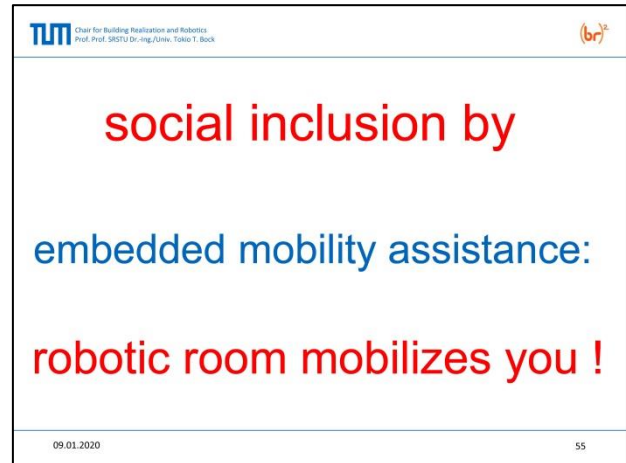 TUM Chair for Building Realization and Robotics
Prof. Prof. SRSTU Dr.-Ing./Univ. Tokio T. Bock
(br)²
social inclusion by
embedded mobility assistance:
robotic room mobilizes you !
09.01.2020 55